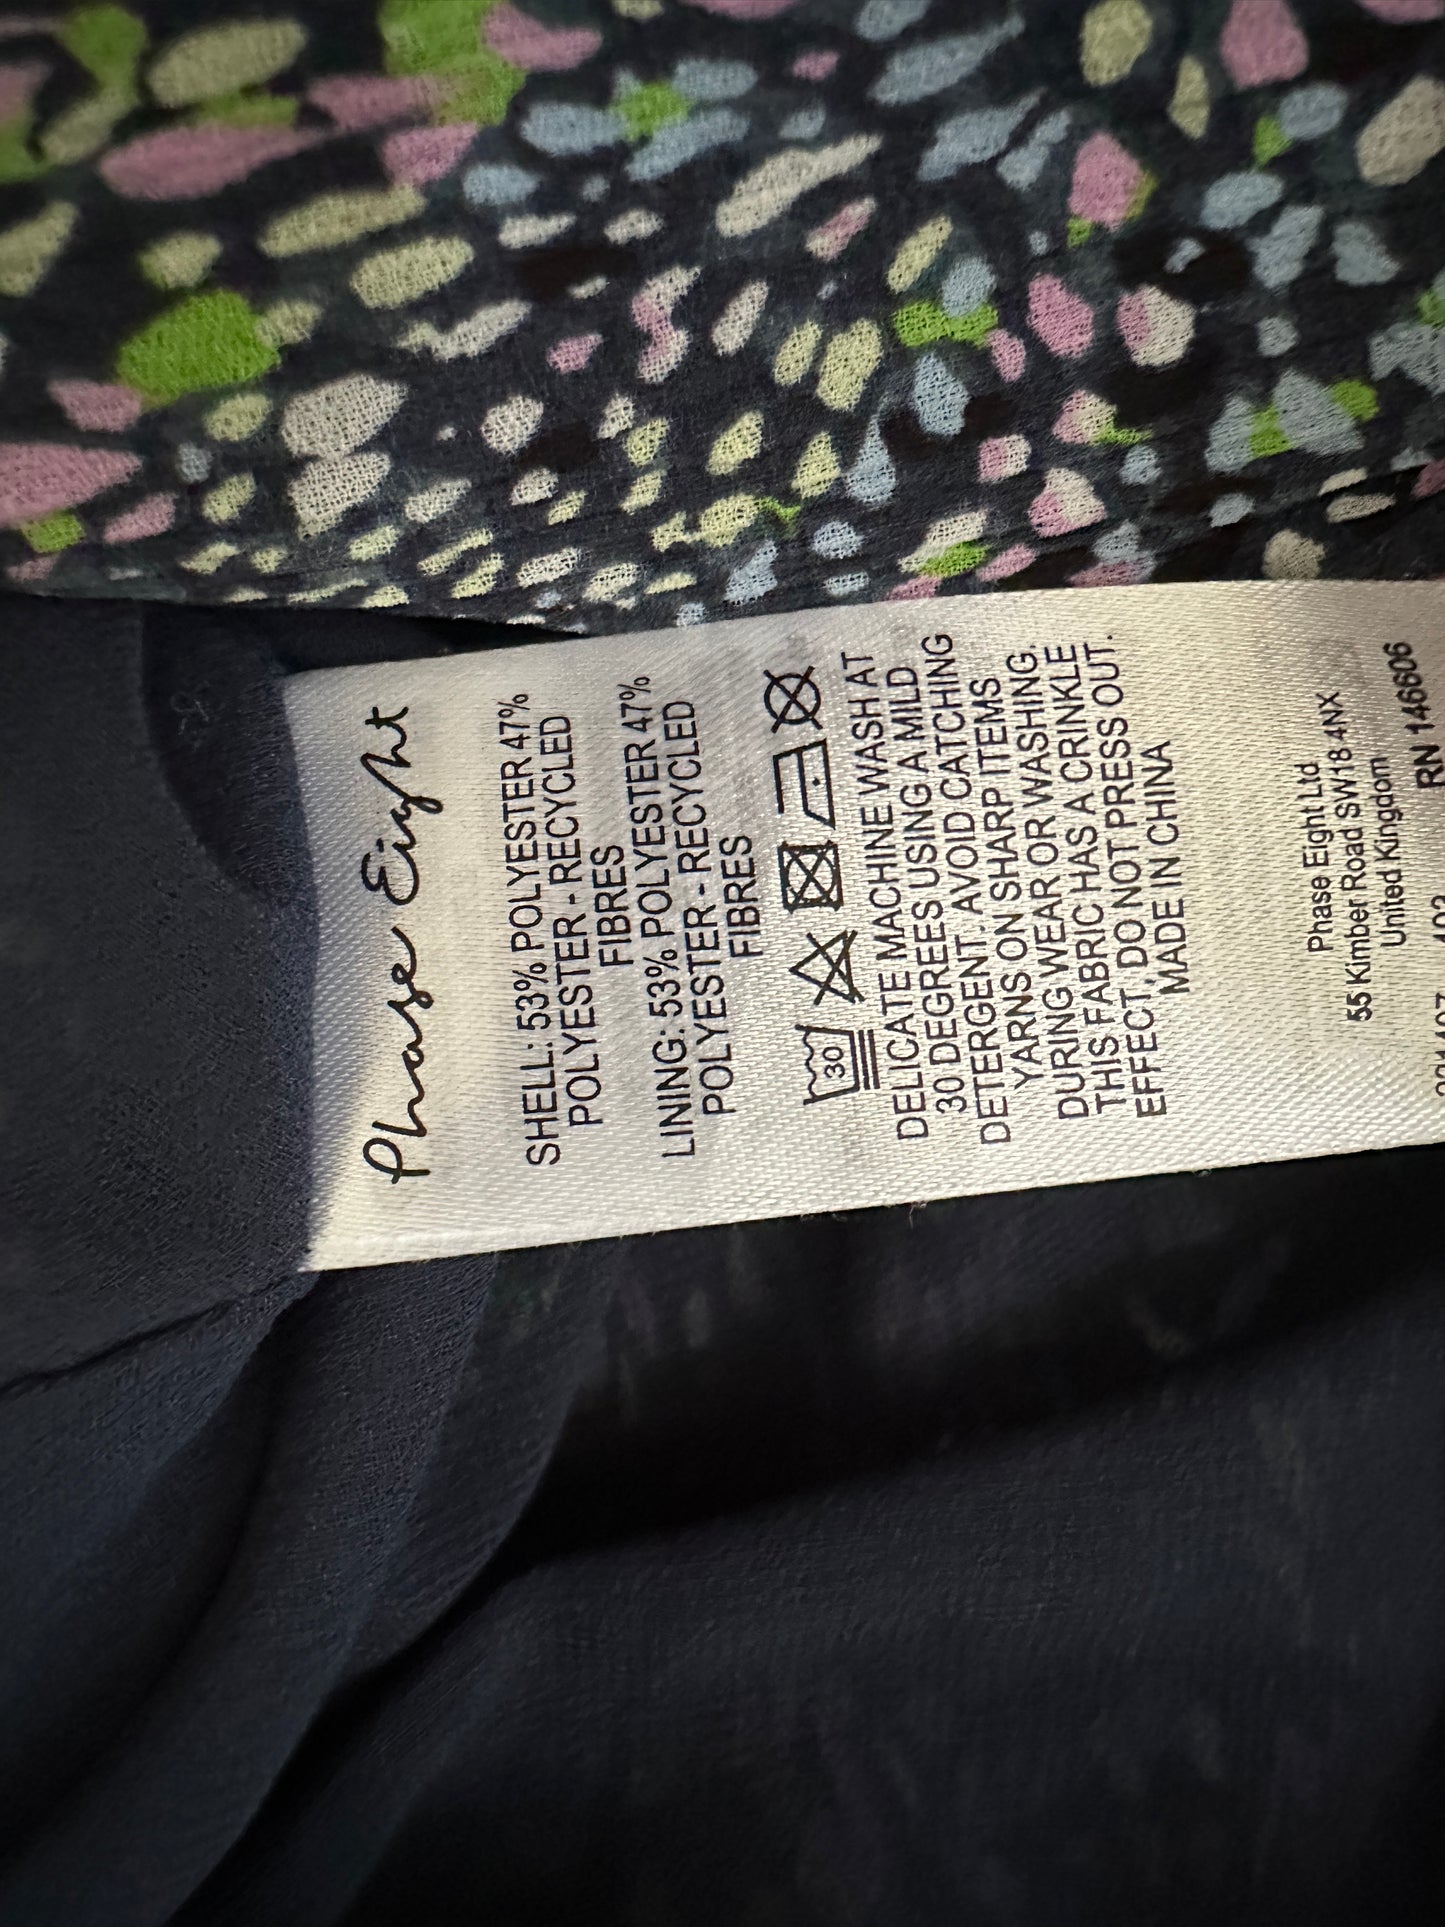 Phase Eight
SHELL: 53% POLYESTER 47%
POLYESTER - RECYCLED
FIBRES
LINING: 53% POLYESTER 47%
POLYESTER - RECYCLED
FIBRES
30
DELICATE MACHINE WASH AT
30 DEGREES USING A MILD
DETERGENT. AVOID CATCHING
YARNS ON SHARP ITEMS
DURING WEAR OR WASHING.
THIS FABRIC HAS A CRINKLE
EFFECT, DO NOT PRESS OUT.
MADE IN CHINA
Phase Eight Ltd
55 Kimber Road SW18 4NX
United Kingdom
RN 146606